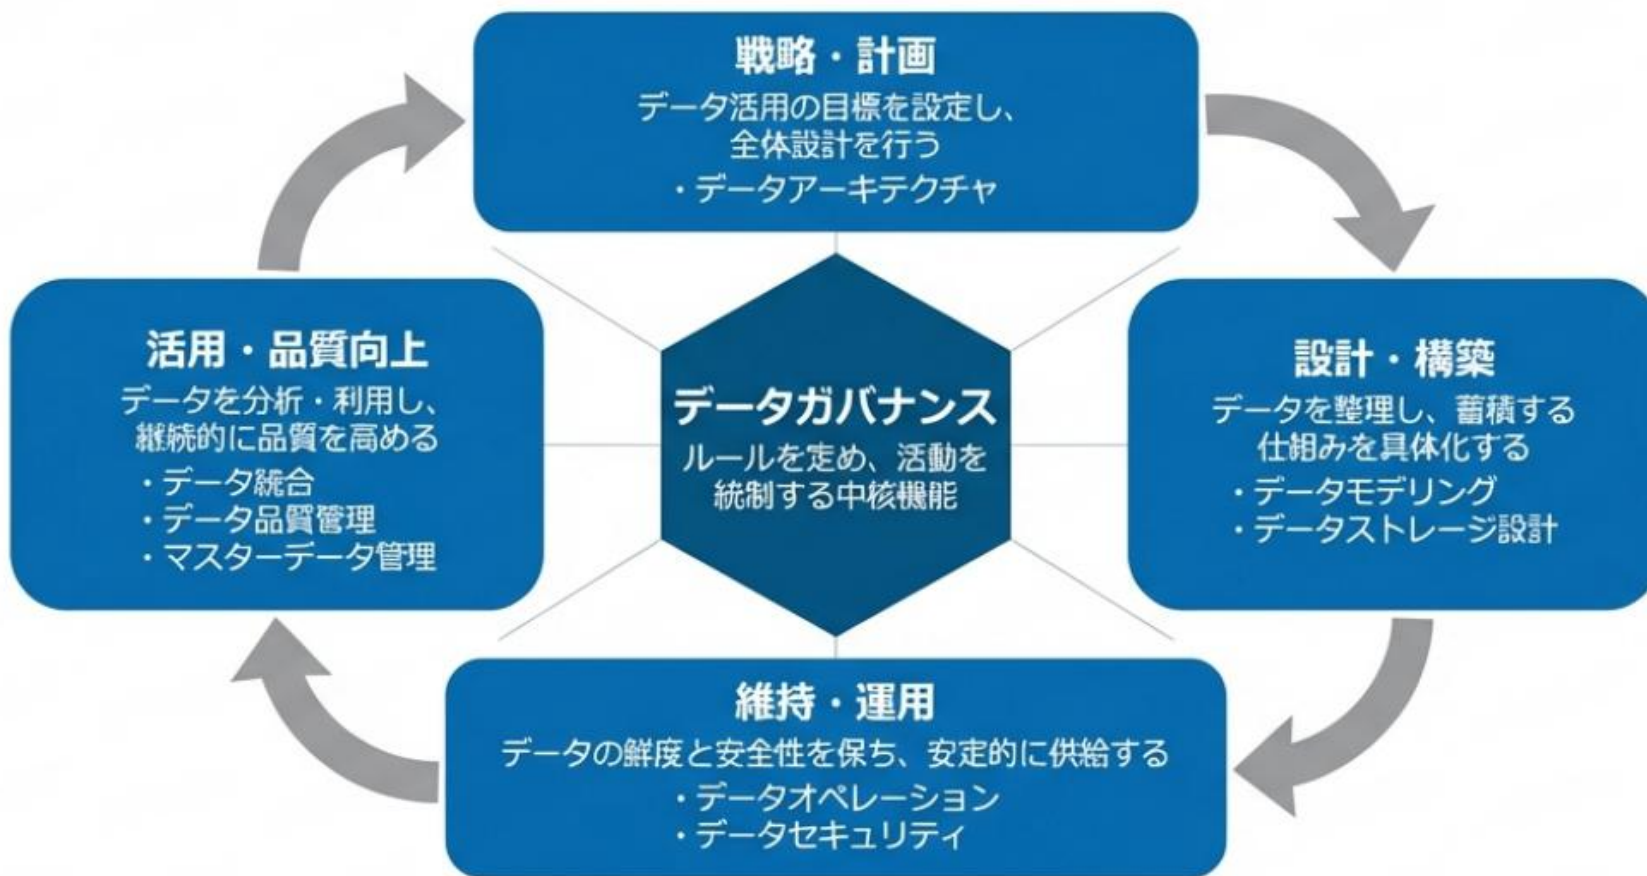 戦略・計画
データ活用の目標を設定し、
全体設計を行う
・データアーキテクチャ
設計・構築
データを整理し、蓄積する
仕組みを具体化する
・データモデリング
・データストレージ設計
維持・運用
データの鮮度と安全性を保ち、安定的に供給する
・データオペレーション
・データセキュリティ
活用・品質向上
データを分析・利用し、
継続的に品質を高める
・データ統合
・データ品質管理
・マスターデータ管理
データガバナンス
ルールを定め、活動を
統制する中核機能